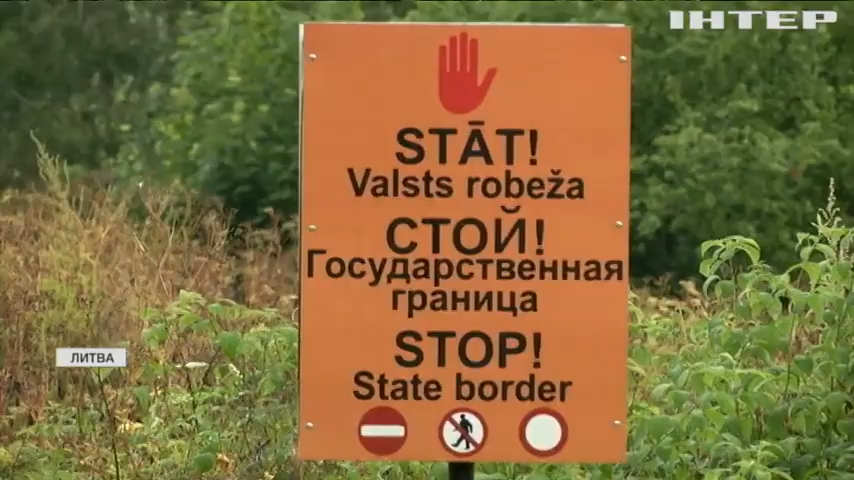 ІНТЕР
STĀT!
Valsts robeža
СТОЙ!
Государственная
граница
STOP!
State border
ЛИТВА